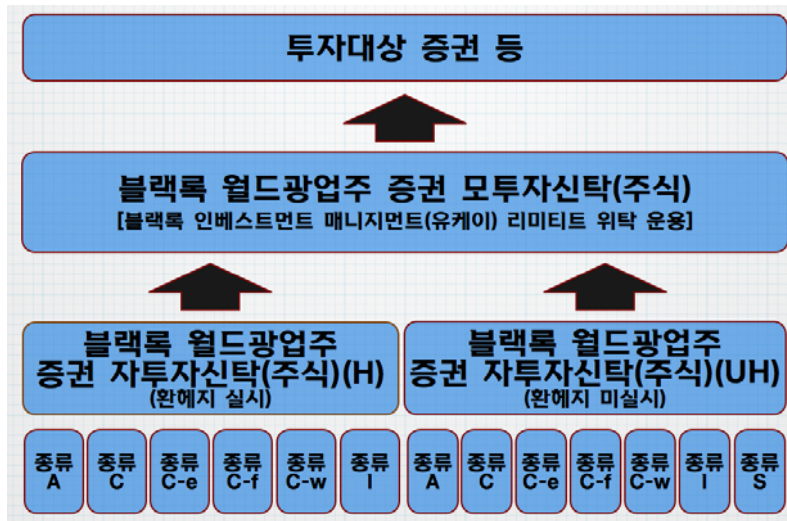 투자대상 증권 등
블랙록 월드광업주 증권 모투자신탁(주식)
[블랙록 인베스트먼트 매니지먼트(유케이) 리미티트 위탁 운용]
블랙록 월드광업주
증권 자투자신탁(주식)(H)
(환헤지 실시)
블랙록 월드광업주
증권 자투자신탁(주식)(UH)
(환헤지 미실시)
종류
A
종류
C
종류
C-e
종류
C-f
종류
C-w
종류
I
종류
A
종류
C
종류
C-e
종류
C-f
종류
C-w
종류
I
종류
S